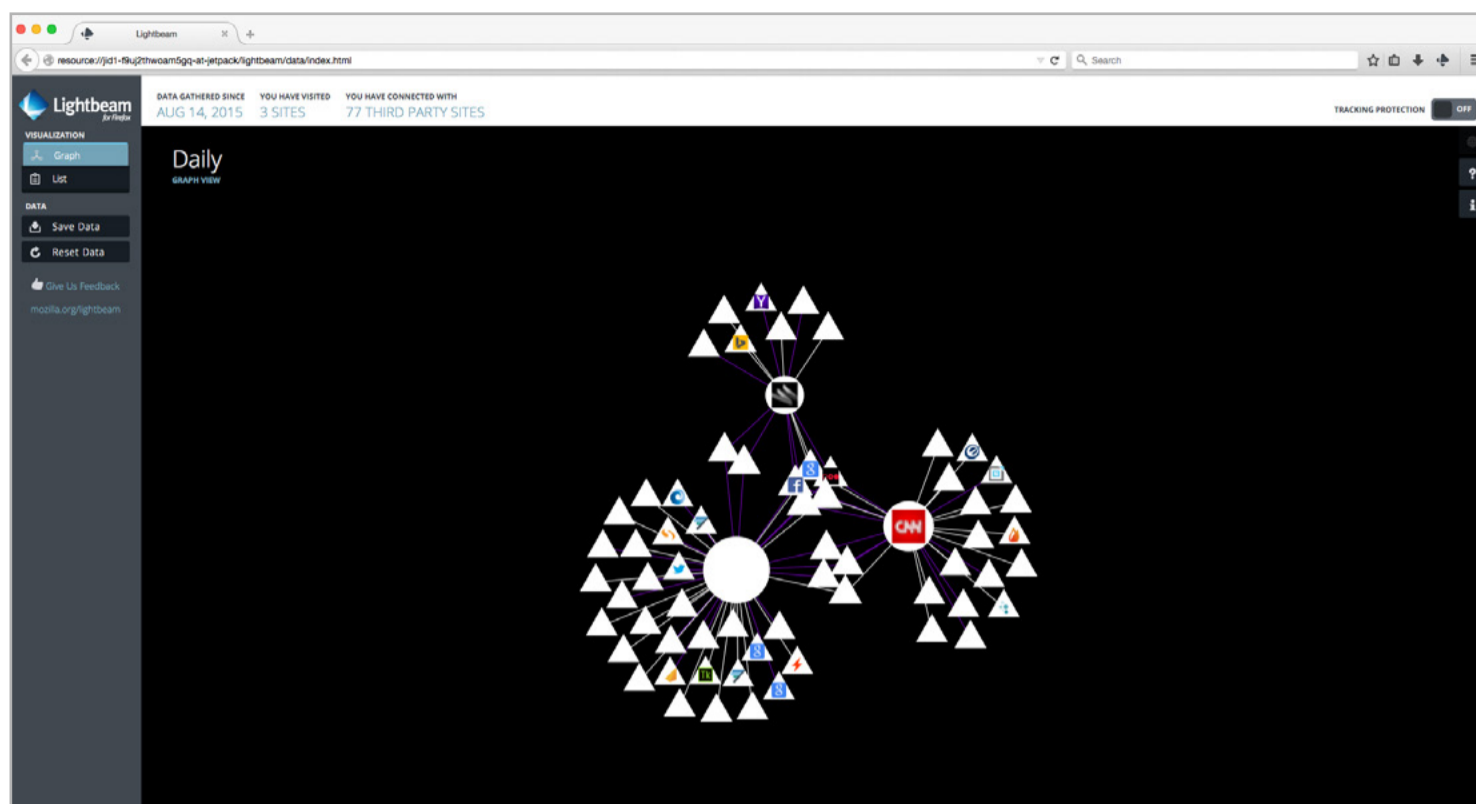 Lightbeam
resource://jid1-f9uj2thwoam5gq-at-jetpack/lightbeam/data/index.html
Search
Lightbeam
for Firefox
DATA GATHERED SINCE YOU HAVE VISITED YOU HAVE CONNECTED WITH
AUG 14, 2015 3 SITES 77 THIRD PARTY SITES
TRACKING PROTECTION OFF
VISUALIZATION
Graph
List
DATA
Save Data
Reset Data
Give Us Feedback
mozilla.org/lightbeam
Daily
GRAPH VIEW
Y
b
g
f
CNN
g
Tk
g